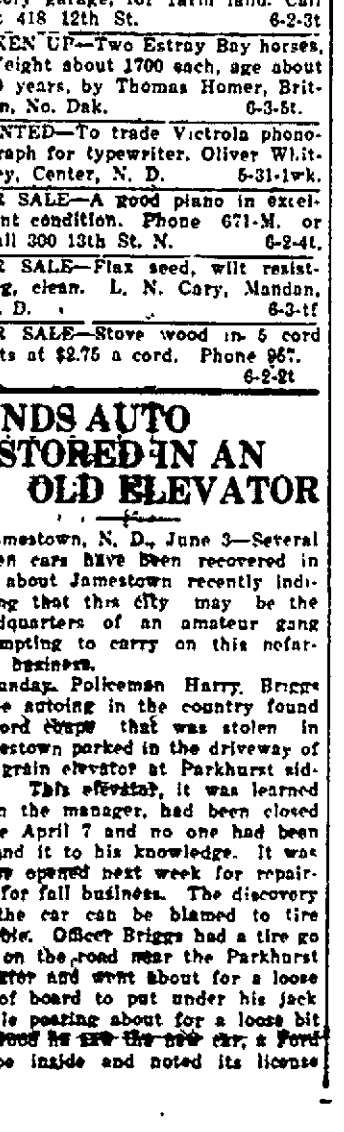 ory garage, for farm land. Call
t 418 12th St. 6-2-3t
KEN UP—Two Estray Bay horses,
eight about 1700 each, age about
years, by Thomas Homer, Brit-
n, No. Dak. 6-3-5t.
NTED—To trade Victrola phono-
raph for typewriter. Oliver Whit-
ey, Center, N. D. 5-31-1wk.
R SALE—A good piano in excel-
nt condition. Phone 671-M. or
all 300 13th St. N. 6-2-4t.
R SALE—Flax seed, wilt resist-
g, clean. L. N. Cary, Mandan,
. D. 6-3-tf
R SALE—Stove wood in 5 cord
ts at $2.75 a cord. Phone 967.
6-2-2t
NDS AUTO
STORED IN AN
OLD ELEVATOR
mestown, N. D., June 3—Several
en cars have been recovered in
about Jamestown recently indi-
ng that this city may be the
dquarters of an amateur gang
mpting to carry on this nefar-
business.
unday Policeman Harry Briggs
e autoing in the country found
ord coupe that was stolen in
estown parked in the driveway of
grain elevator at Parkhurst sid-
This elevator, it was learned
m the manager, had been closed
e April 7 and no one had been
und it to his knowledge. It was
opened next week for repair-
for fall business. The discovery
the car can be blamed to tire
ble. Officer Briggs had a tire go
on the road near the Parkhurst
ator and went about for a loose
of board to put under his jack
le poking about for a loose bit
he saw the new car, a Ford
pe inside and noted its license